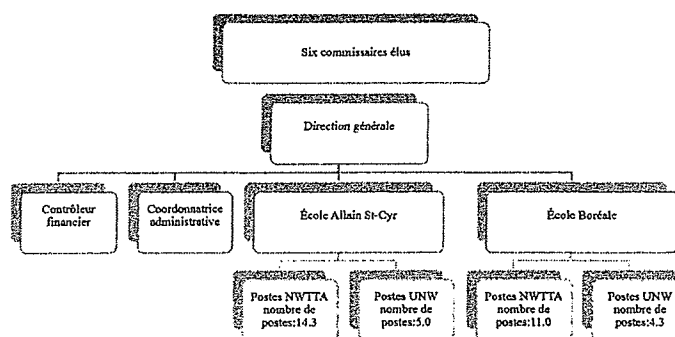 Six commissaires élus
Direction générale
Contrôleur
financier
Coordonnatrice
administrative
École Allain St-Cyr
École Boréale
Postes NWTTA
nombre de
postes:14.3
Postes UNW
nombre de
postes:5.0
Postes NWTTA
nombre de
postes:11.0
Postes UNW
nombre de
postes:4.3